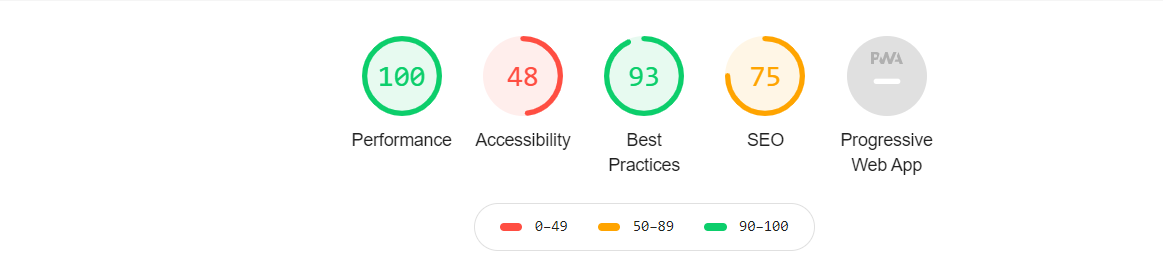 100 48 93 75 PWA
Performance Accessibility Best SEO Progressive
Practices Web App
0–49 50–89 90–100